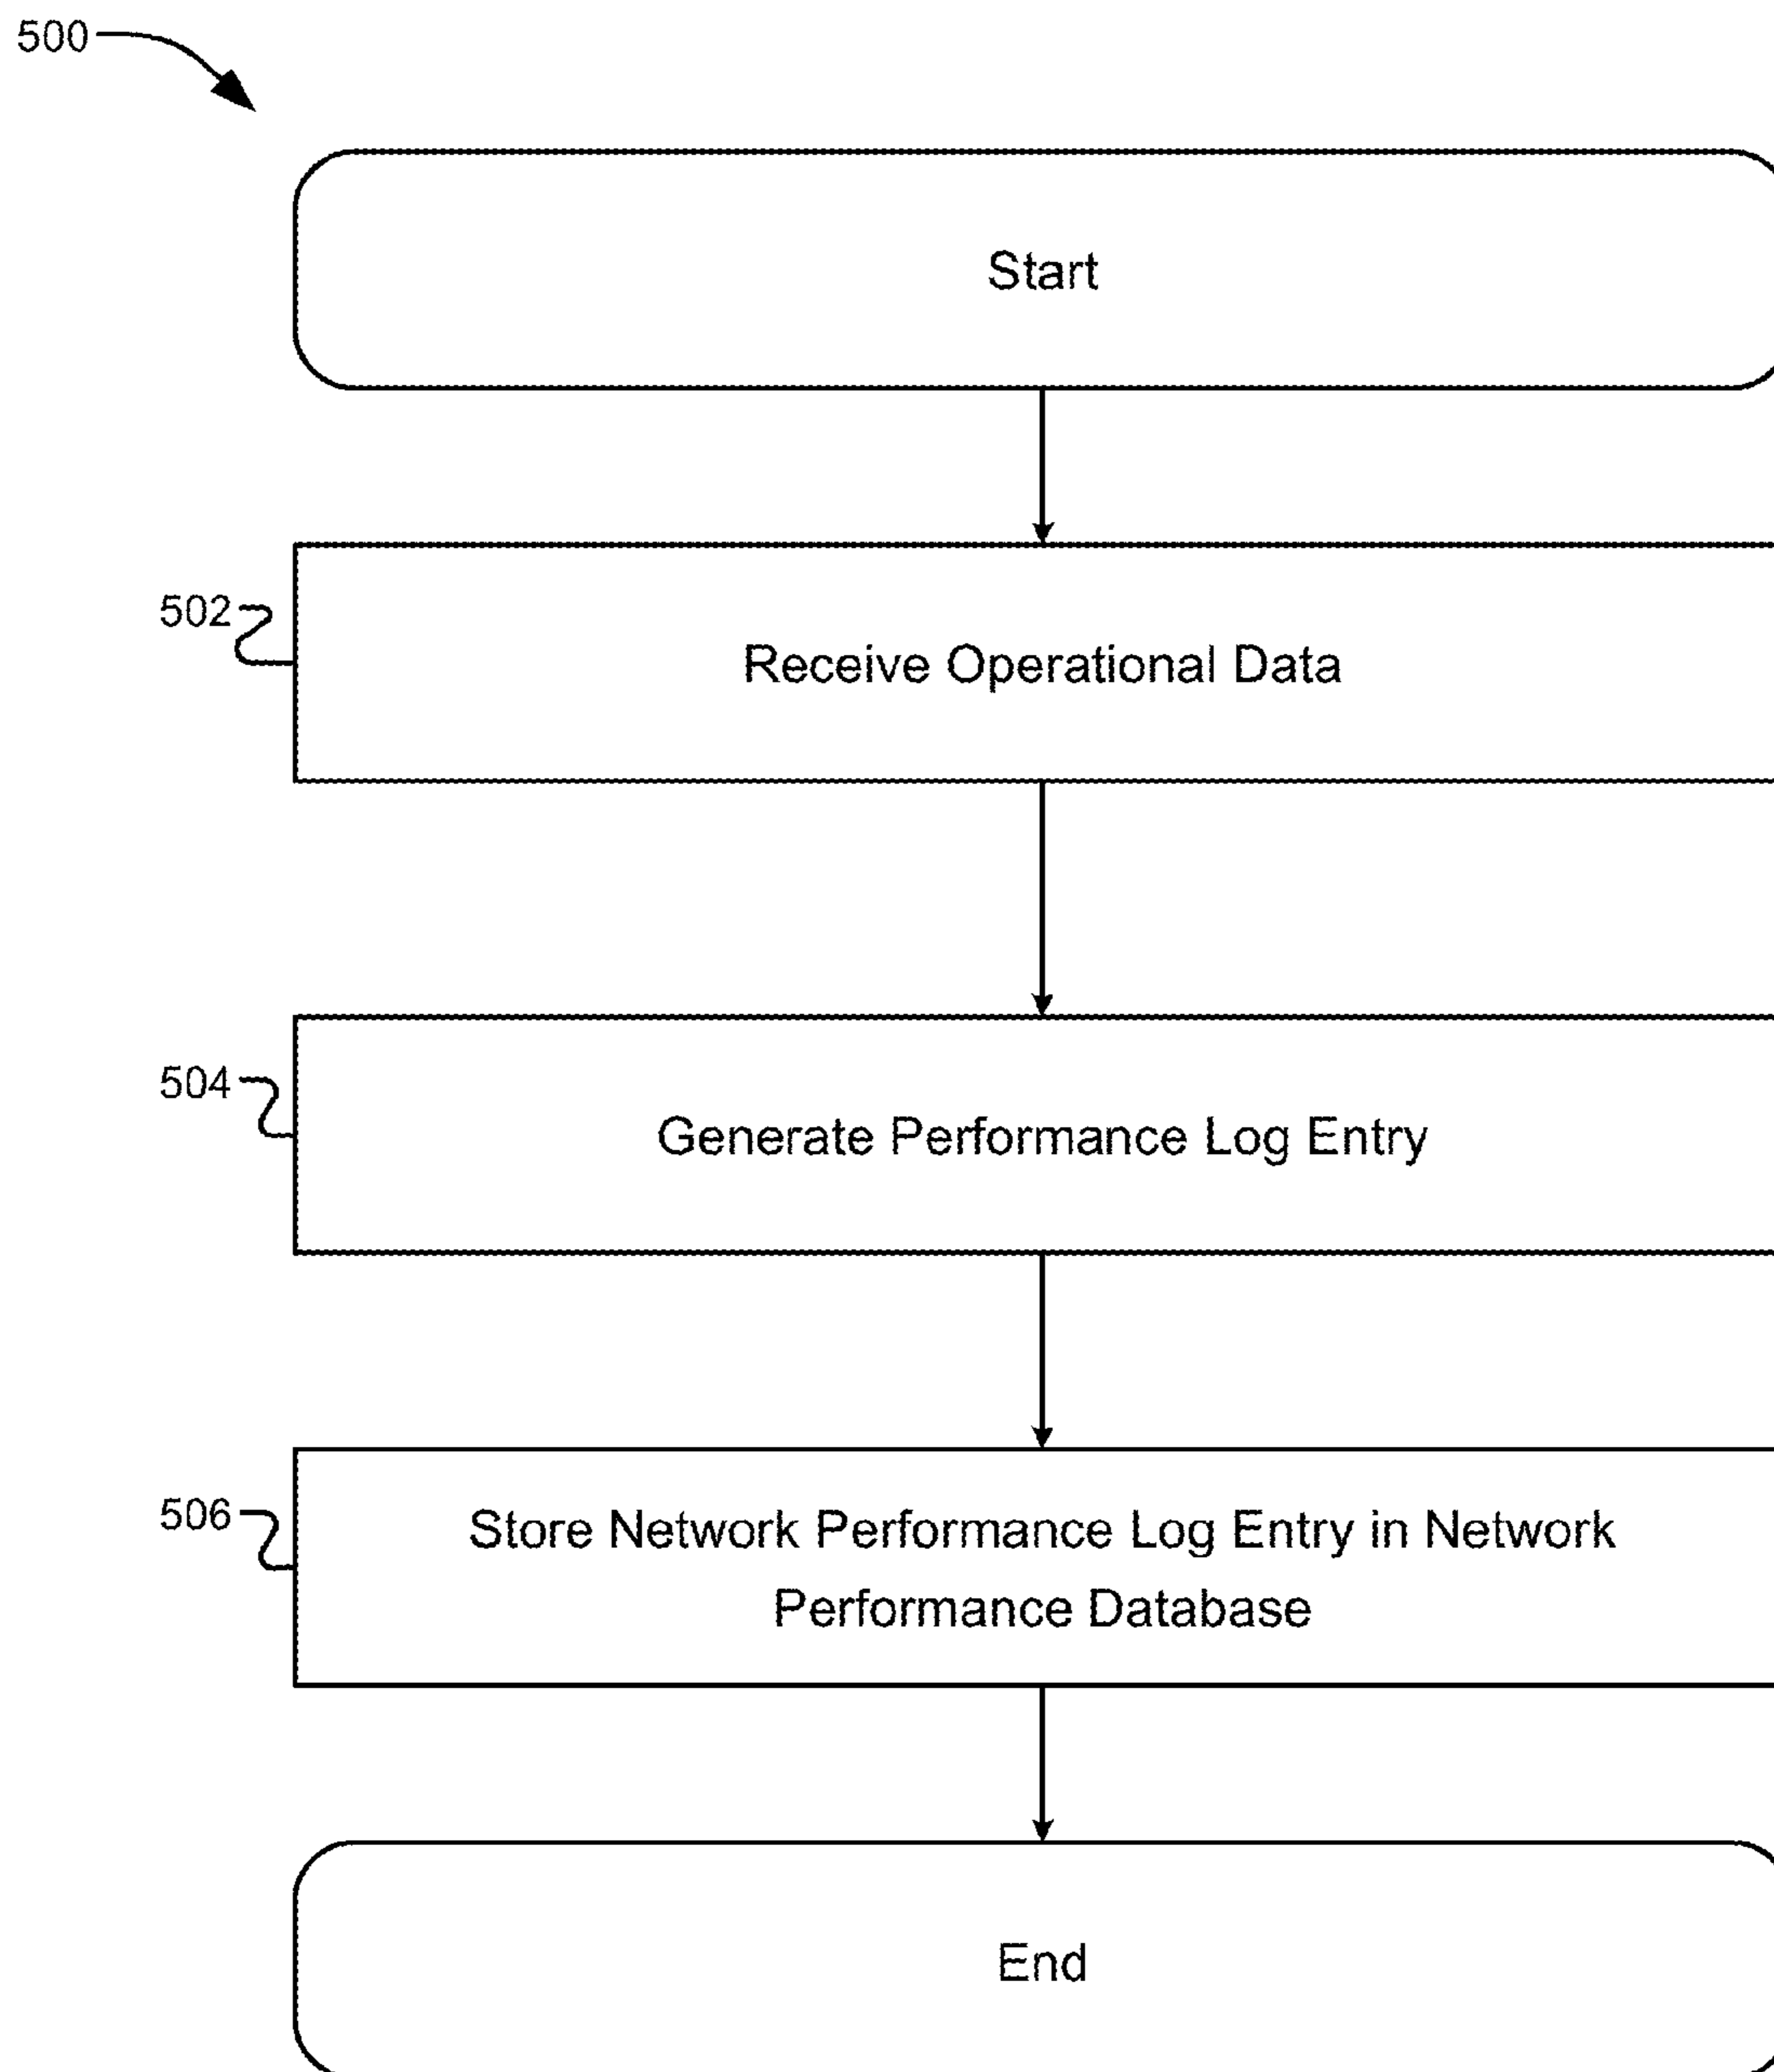 500
Start
502
Receive Operational Data
504
Generate Performance Log Entry
506
Store Network Performance Log Entry in Network
Performance Database
End